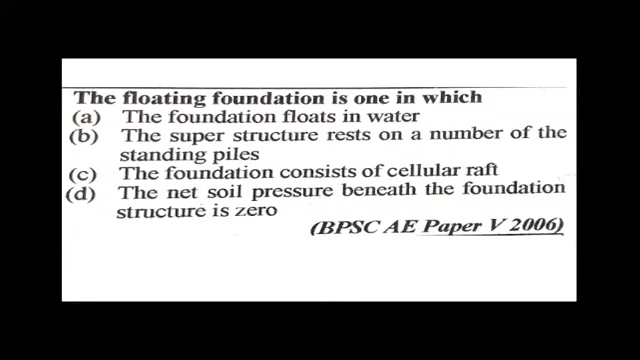 The floating foundation is one in which
(a) The foundation floats in water
(b) The super structure rests on a number of the
standing piles
(c) The foundation consists of cellular raft
(d) The net soil pressure beneath the foundation
structure is zero
(BPSC AE Paper V 2006)